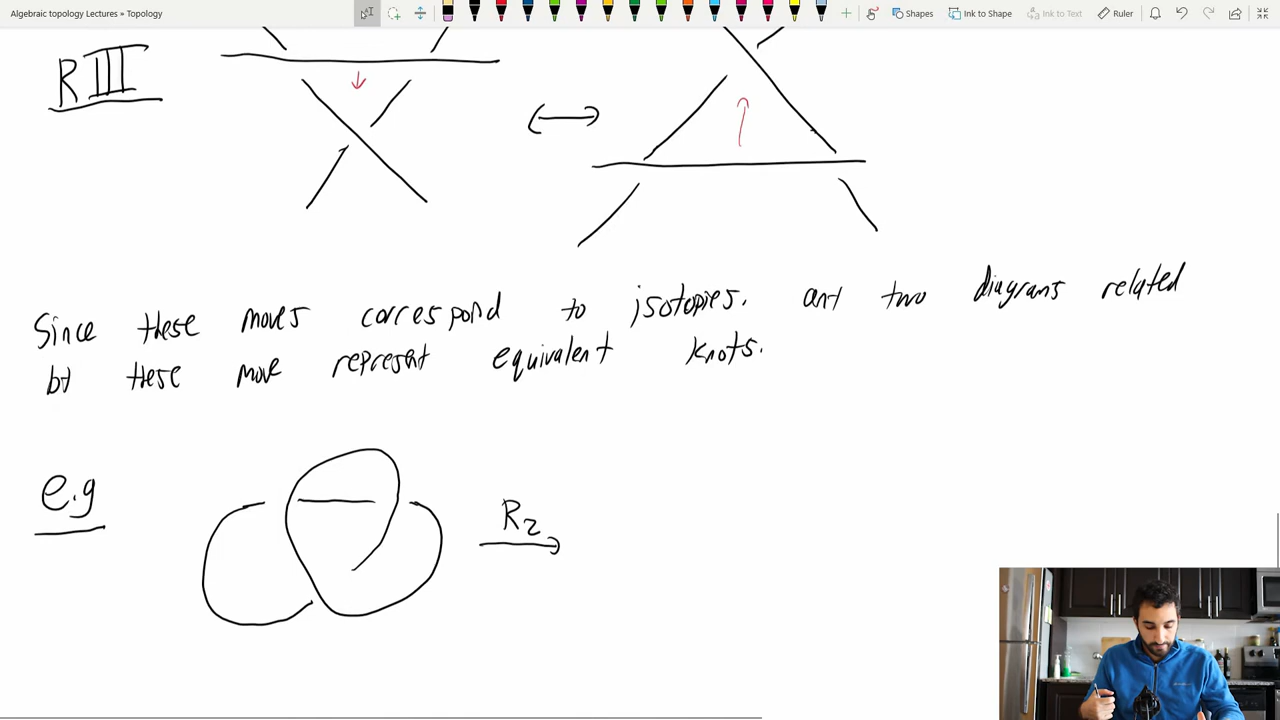 Algebraic topology Lectures – Topology
Shapes Ink to Shape Ink to Text Ruler
RIII
Since these moves correspond to isotopies. any two diagrams related
by these move represent equivalent knots.
e.g
R2